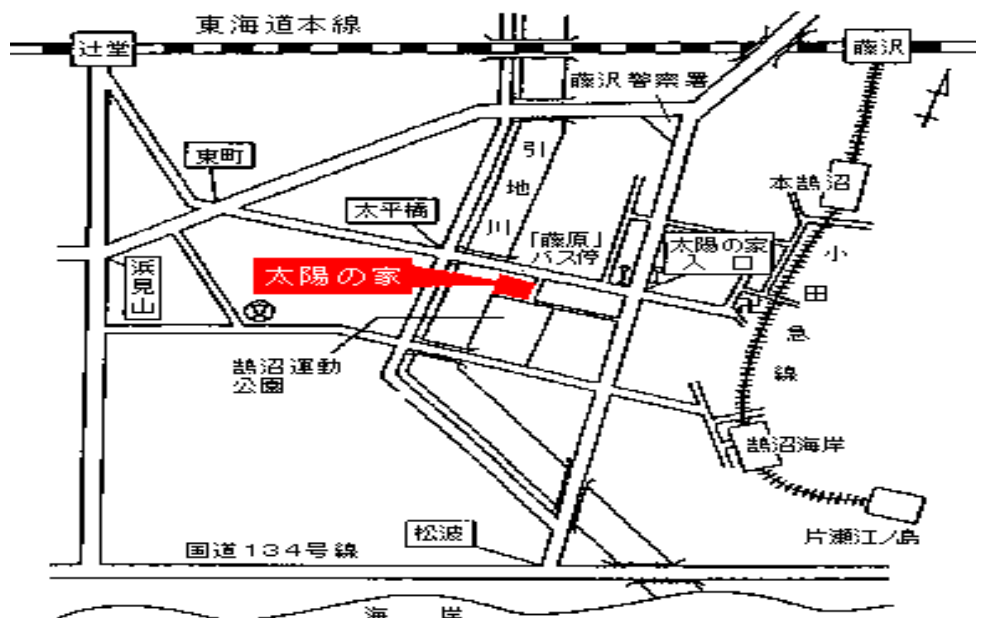 東海道本線
辻堂
藤沢
藤沢警察署
東町
引地川
本鵠沼
太平橋
「藤原」
バス停
太陽の家
入口
太陽の家
浜見山
小田急線
鵠沼運動
公園
鵠沼海岸
松波
片瀬江ノ島
国道134号線
海岸